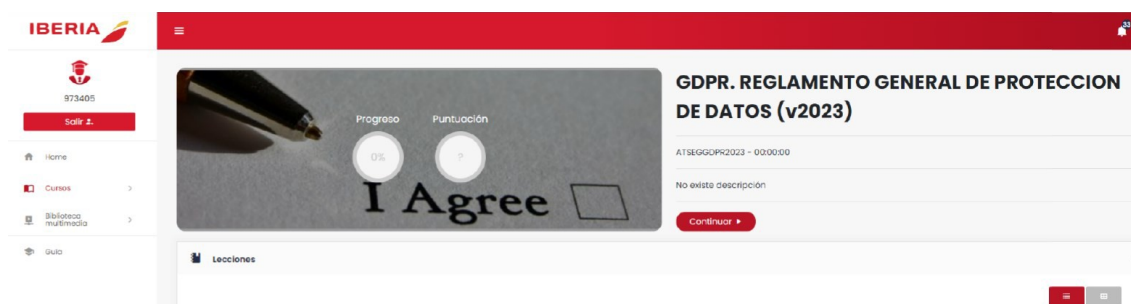 IBERIA
33
973405
Salir
Home
Cursos
Biblioteca
multimedia
Guía
Progreso
Puntuación
0%
?
I Agree
GDPR. REGLAMENTO GENERAL DE PROTECCION
DE DATOS (v2023)
ATSEGGDPR2023 - 00:00:00
No existe descripción
Continuar
Lecciones